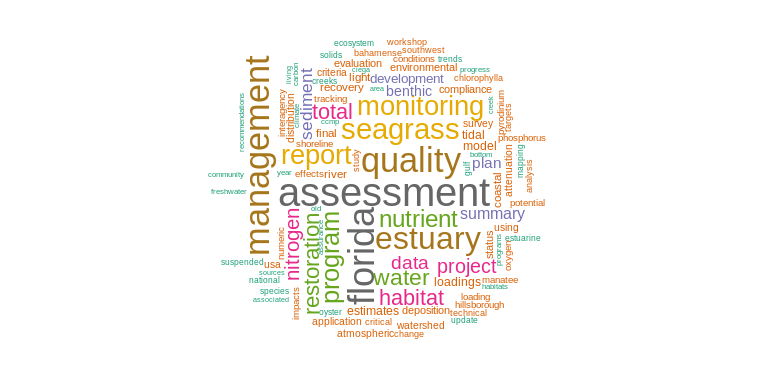 workshop
ecosystem
southwest
solids
bahamense
conditions
trends
evaluation
living
carbon
ciega
environmental
progress
criteria
light
development
chlorophylla
creeks
recovery
area
benthic
compliance
management
sediment
tracking
monitoring
interagency
distribution
climate
total
creek
pyrodinium
targets
recommendations
ccmp
seagrass
survey
final
tidal
phosphorus
shoreline
model
report
study
quality
bottom
mapping
gulf
plan
attenuation
analysis
community
year
effects
river
coastal
freshwater
assessment
potential
old
florida
nutrient
summary
nitrogen
restoration
program
assurance
estuary
using
numeric
status
estuarine
programs
oxygen
suspended
usa
data
project
sources
water
national
loadings
manatee
habitats
species
habitat
associated
impacts
loading
hillsborough
oyster
estimates
deposition
technical
application
critical
watershed
update
atmospheric
change